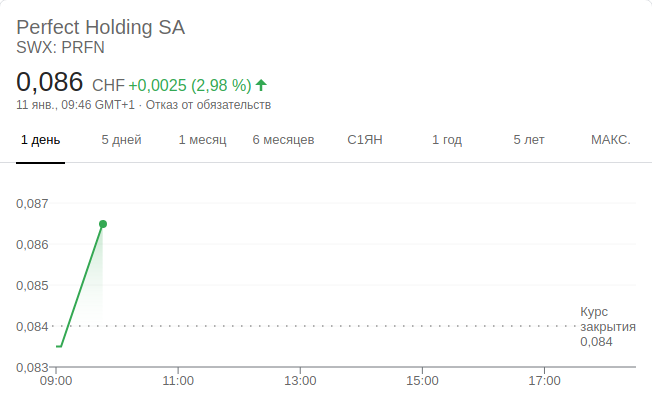 Perfect Holding SA
SWX: PRFN
0,086 CHF +0,0025 (2,98 %)
11 янв., 09:46 GMT+1 · Отказ от обязательств
1 день 5 дней 1 месяц 6 месяцев С1ЯН 1 год 5 лет МАКС.
0,087
0,086
0,085
0,084
0,083
Курс
закрытия
0,084
09:00 11:00 13:00 15:00 17:00